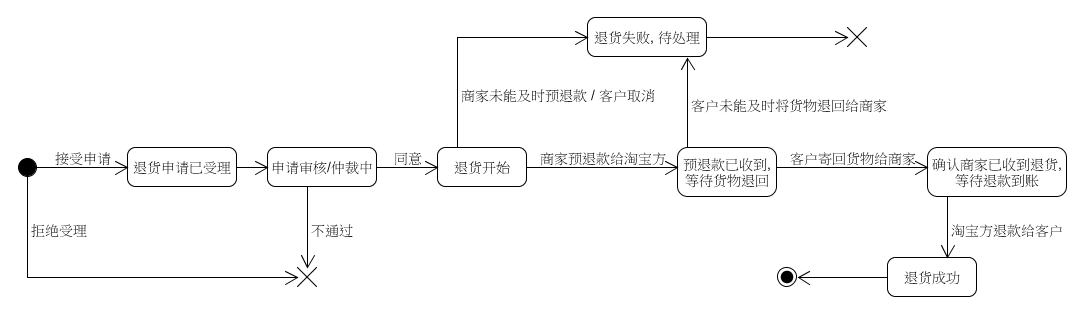 退货失败, 待处理
商家未能及时预退款 / 客户取消
客户未能及时将货物退回给商家
接受申请
退货申请已受理
申请审核/仲裁中
同意
退货开始
商家预退款给淘宝方
预退款已收到,
等待货物退回
客户寄回货物给商家
确认商家已收到退货,
等待退款到账
拒绝受理
不通过
淘宝方退款给客户
退货成功